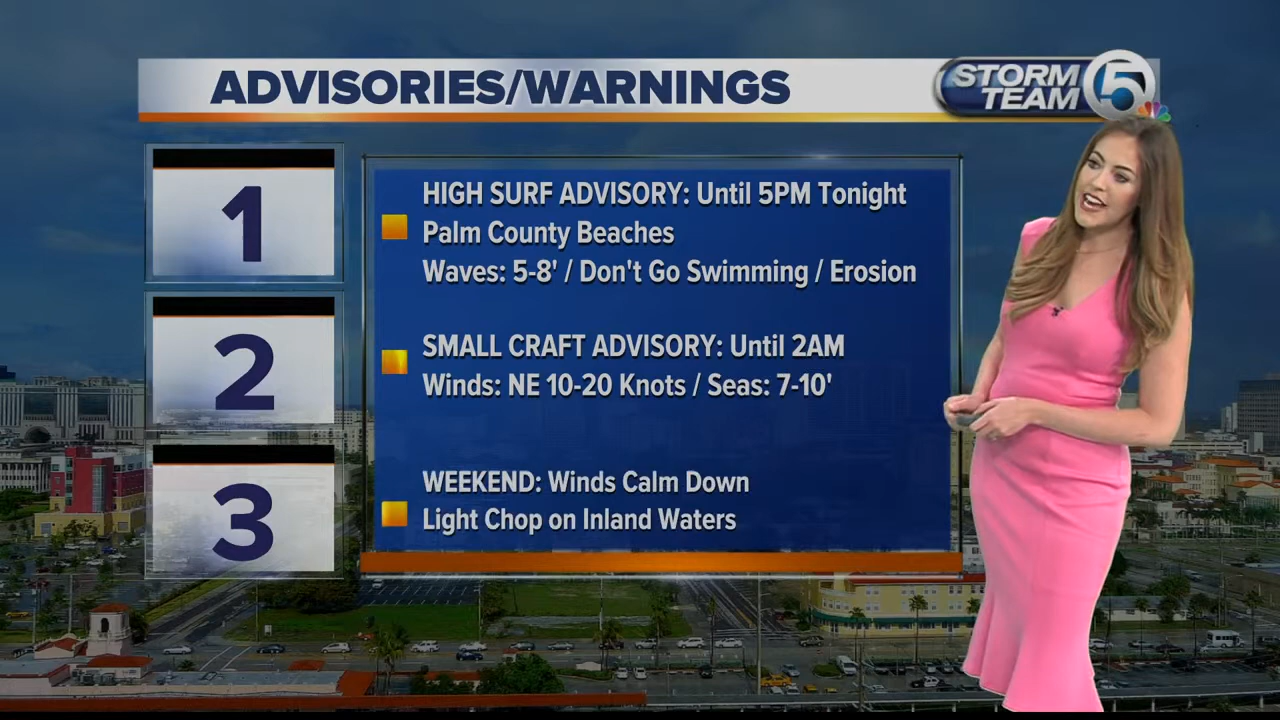 ADVISORIES/WARNINGS
STORM
TEAM
5
1
HIGH SURF ADVISORY: Until 5PM Tonight
Palm County Beaches
Waves: 5-8' / Don't Go Swimming / Erosion
2
SMALL CRAFT ADVISORY: Until 2AM
Winds: NE 10-20 Knots / Seas: 7-10'
3
WEEKEND: Winds Calm Down
Light Chop on Inland Waters